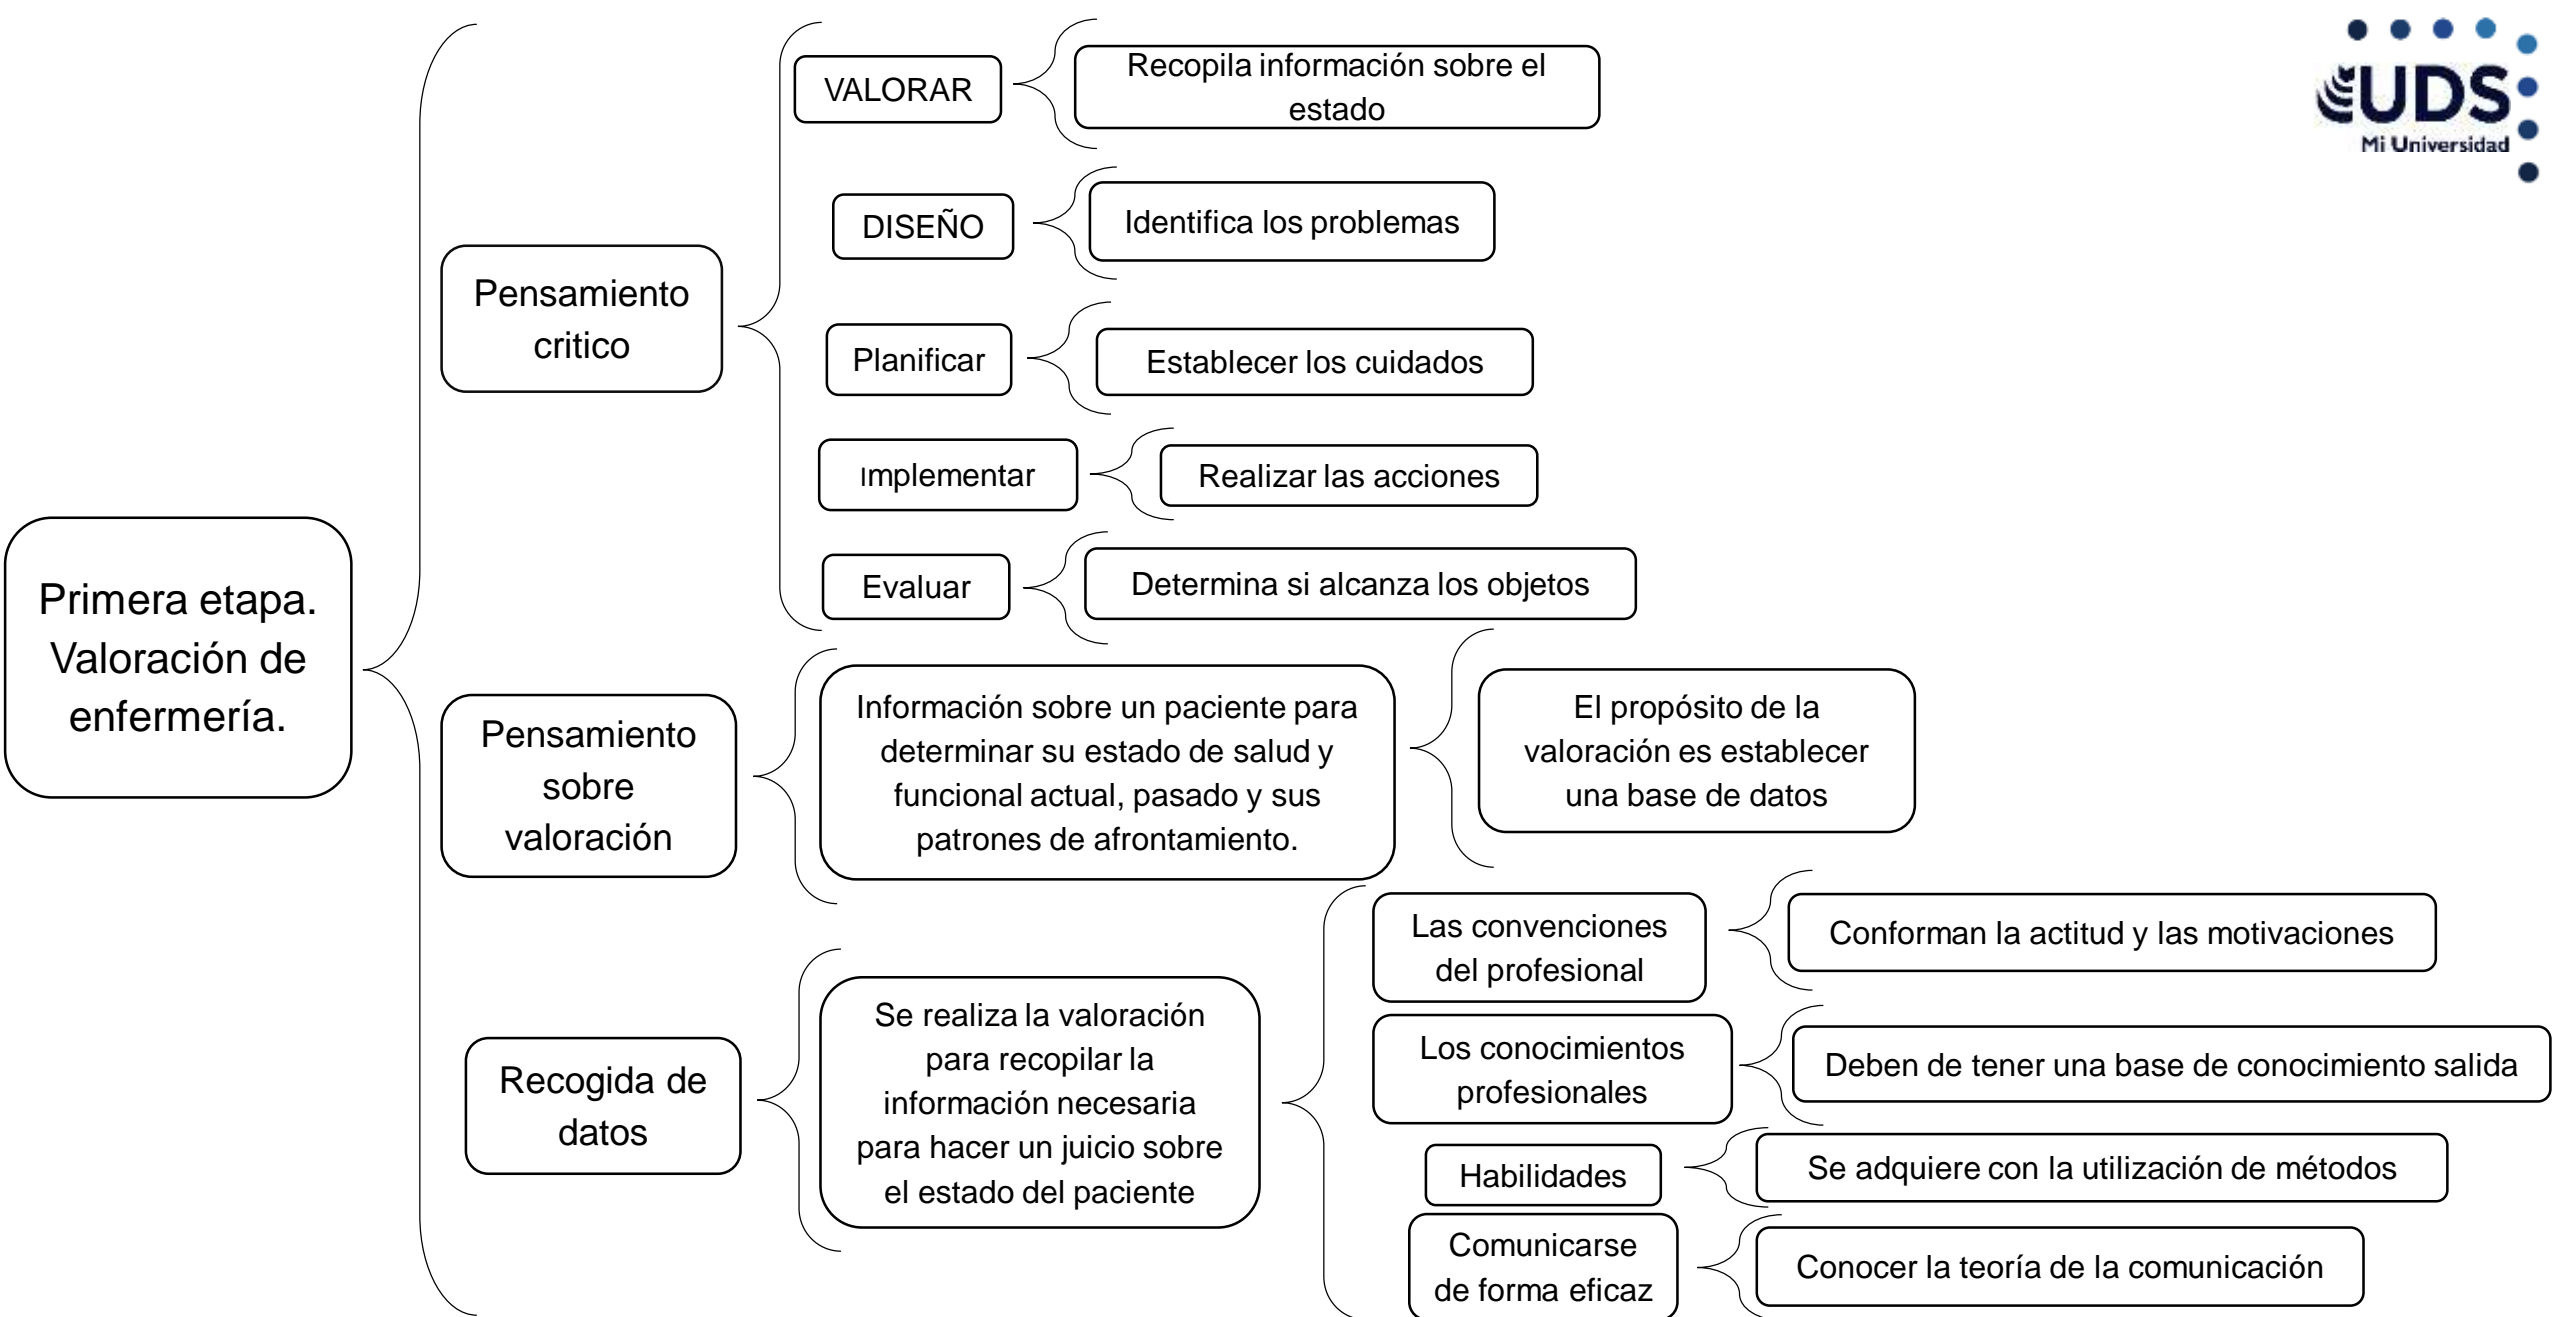 UDS
Mi Universidad
Primera etapa.
Valoración de
enfermería.
Pensamiento
critico
VALORAR
Recopila información sobre el
estado
DISEÑO
Identifica los problemas
Planificar
Establecer los cuidados
Implementar
Realizar las acciones
Evaluar
Determina si alcanza los objetos
Pensamiento
sobre
valoración
Información sobre un paciente para
determinar su estado de salud y
funcional actual, pasado y sus
patrones de afrontamiento.
El propósito de la
valoración es establecer
una base de datos
Recogida de
datos
Se realiza la valoración
para recopilar la
información necesaria
para hacer un juicio sobre
el estado del paciente
Las convenciones
del profesional
Conforman la actitud y las motivaciones
Los conocimientos
profesionales
Deben de tener una base de conocimiento salida
Habilidades
Se adquiere con la utilización de métodos
Comunicarse
de forma eficaz
Conocer la teoría de la comunicación